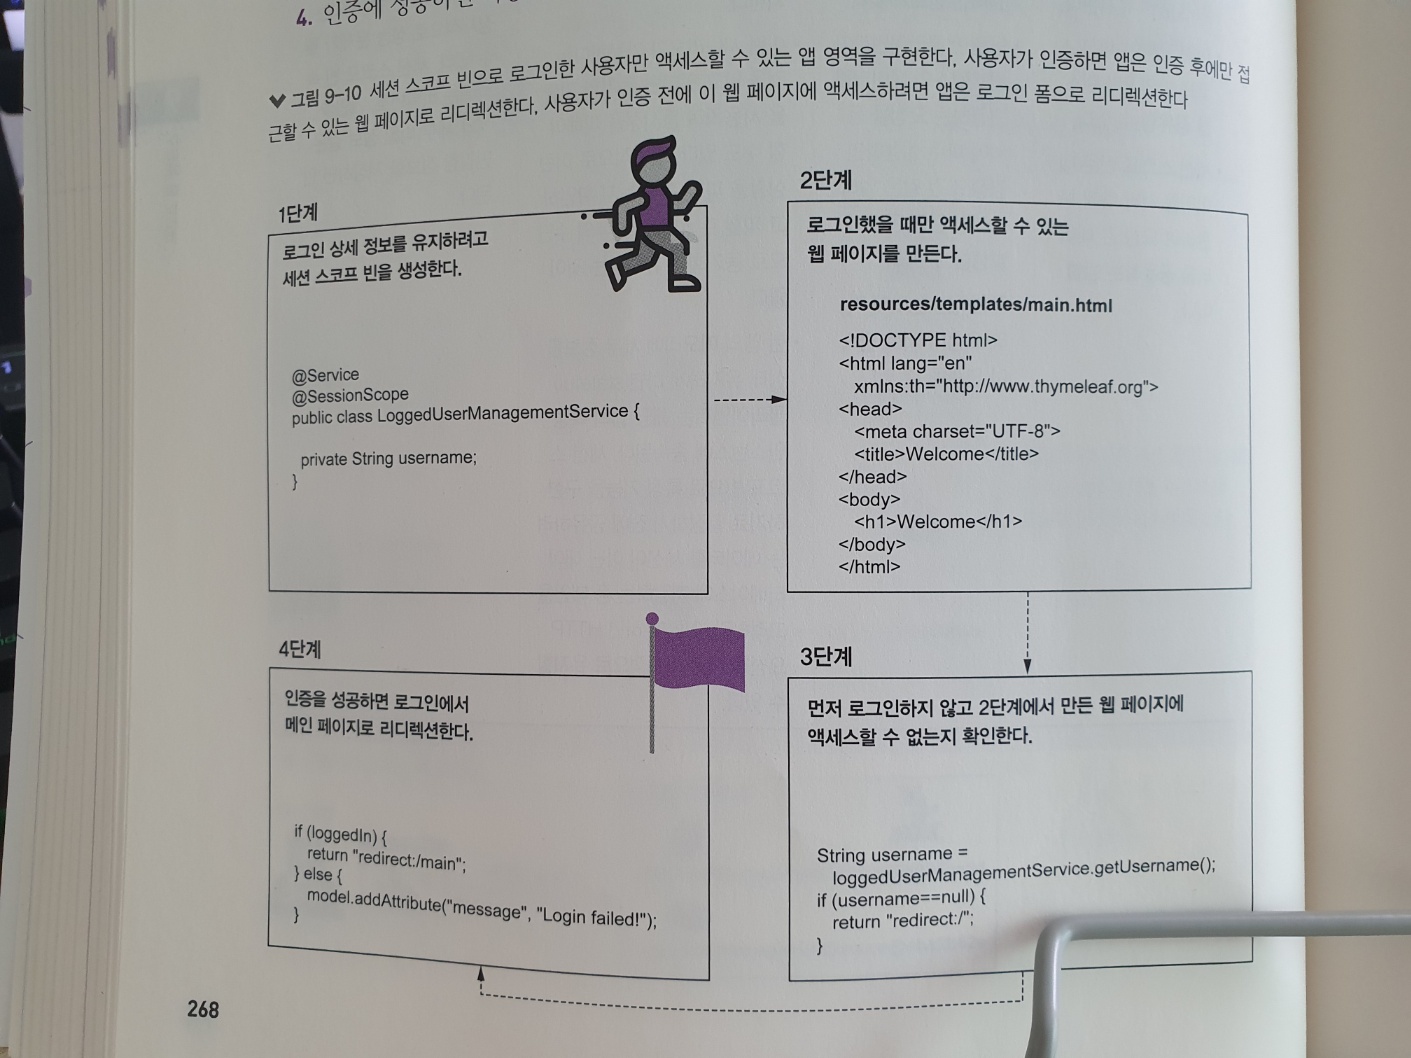 4. 인증에 성공하면
▼ 그림 9-10 세션 스코프 빈으로 로그인한 사용자만 액세스할 수 있는 앱 영역을 구현한다. 사용자가 인증하면 앱은 인증 후에만 접
근할 수 있는 웹 페이지로 리디렉션한다. 사용자가 인증 전에 이 웹 페이지에 액세스하려면 앱은 로그인 폼으로 리디렉션한다
1단계
로그인 상세 정보를 유지하려고
세션 스코프 빈을 생성한다.
@Service
@SessionScope
public class LoggedUserManagementService {
private String username;
}
2단계
로그인했을 때만 액세스할 수 있는
웹 페이지를 만든다.
resources/templates/main.html
<!DOCTYPE html>
<html lang="en"
xmlns:th="http://www.thymeleaf.org">
<head>
<meta charset="UTF-8">
<title>Welcome</title>
</head>
<body>
<h1>Welcome</h1>
</body>
</html>
3단계
먼저 로그인하지 않고 2단계에서 만든 웹 페이지에
액세스할 수 없는지 확인한다.
String username =
loggedUserManagementService.getUsername();
if (username==null) {
return "redirect:/";
}
4단계
인증을 성공하면 로그인에서
메인 페이지로 리디렉션한다.
if (loggedIn) {
return "redirect:/main";
} else {
model.addAttribute("message", "Login failed!");
}
268